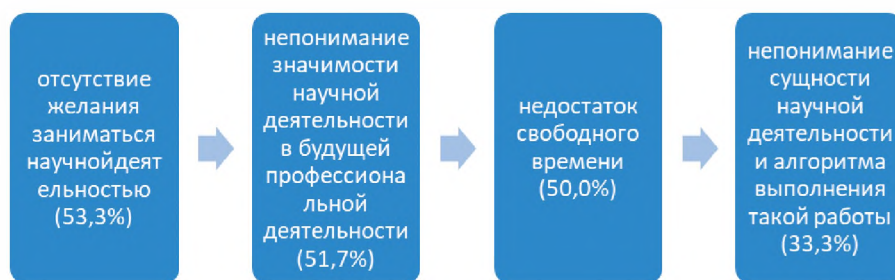 отсутствие
желания
заниматься
научнойдеят
ельностью
(53,3%)
непонимание
значимости
научной
деятельности
в будущей
профессиона
льной
деятельности
(51,7%)
недостаток
свободного
времени
(50,0%)
непонимание
сущности
научной
деятельности
и алгоритма
выполнения
такой работы
(33,3%)